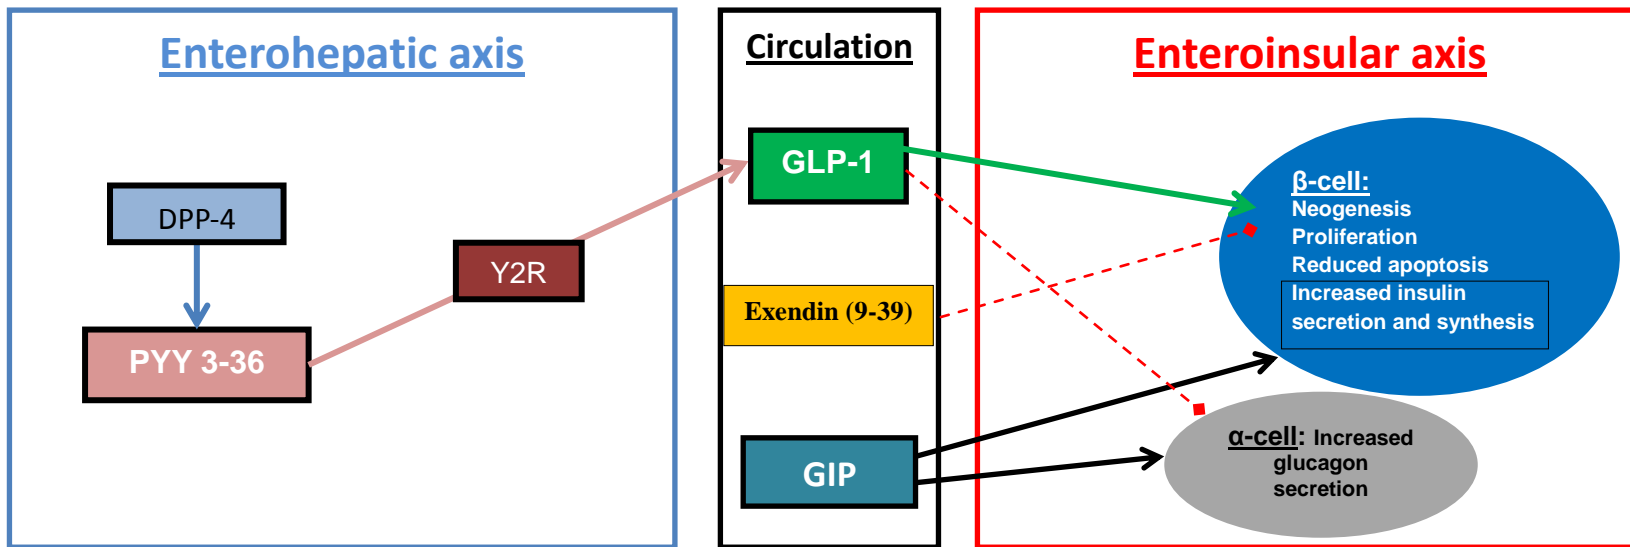 Enterohepatic axis
DPP-4
PYY 3-36
Y2R
Circulation
GLP-1
Exendin (9-39)
GIP
Enteroinsular axis
β-cell:
Neogenesis
Proliferation
Reduced apoptosis
Increased insulin
secretion and synthesis
α-cell: Increased
glucagon
secretion